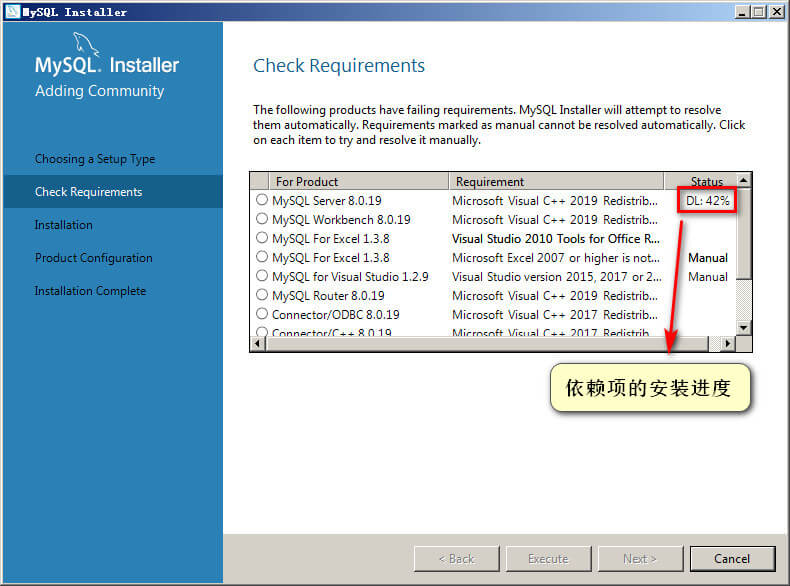 MySQL Installer
MySQL. Installer
Adding Community
Choosing a Setup Type
Check Requirements
Installation
Product Configuration
Installation Complete
Check Requirements
The following products have failing requirements. MySQL Installer will attempt to resolve
them automatically. Requirements marked as manual cannot be resolved automatically. Click
on each item to try and resolve it manually.
For Product Requirement Status
MySQL Server 8.0.19 Microsoft Visual C++ 2019 Redistrib... DL: 42%
MySQL Workbench 8.0.19 Microsoft Visual C++ 2019 Redistrib...
MySQL For Excel 1.3.8 Visual Studio 2010 Tools for Office R...
MySQL For Excel 1.3.8 Microsoft Excel 2007 or higher is not... Manual
MySQL for Visual Studio 1.2.9 Visual Studio version 2015, 2017 or 2... Manual
MySQL Router 8.0.19 Microsoft Visual C++ 2019 Redistrib...
Connector/ODBC 8.0.19 Microsoft Visual C++ 2017 Redistrib...
Connector/C++ 8.0.19 Microsoft Visual C++ 2017 Redistrib...
依赖项的安装进度
< Back Execute Next > Cancel